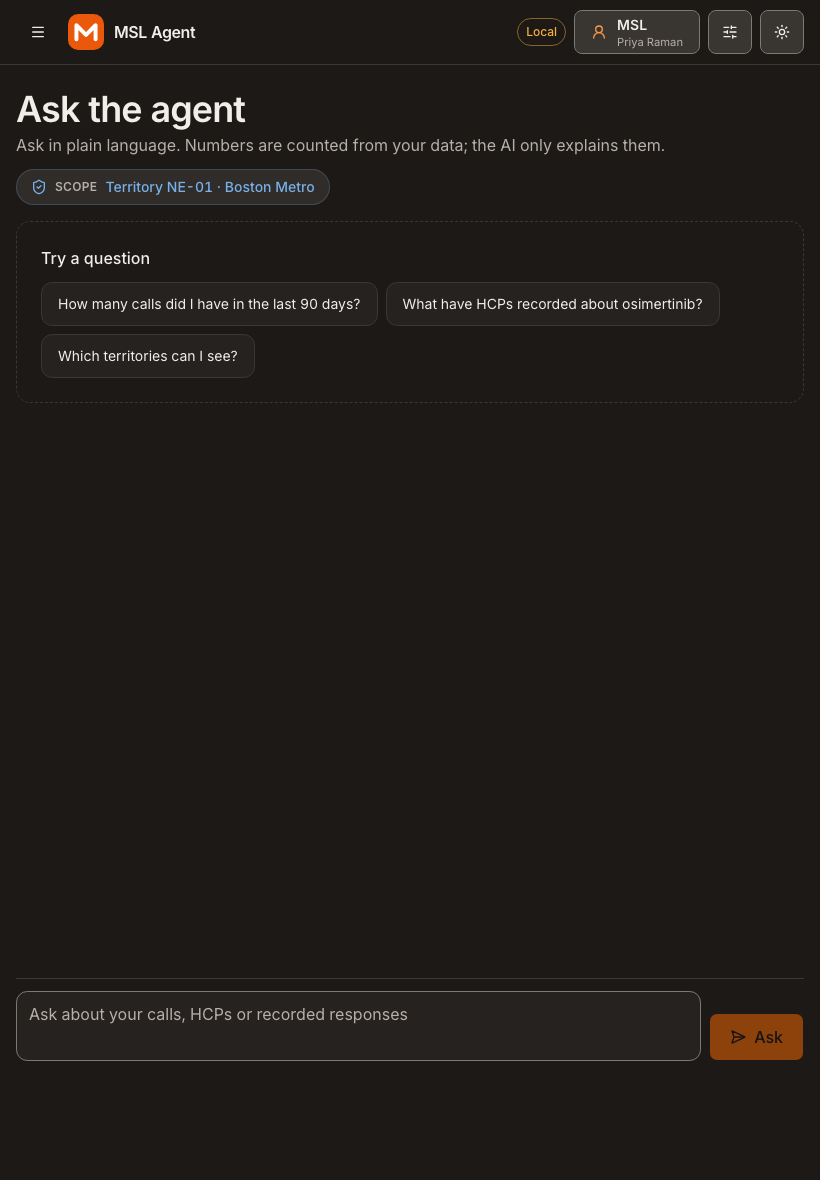 MSL Agent
Local
MSL
Priya Raman
Ask the agent
Ask in plain language. Numbers are counted from your data; the AI only explains them.
SCOPE Territory NE-01 · Boston Metro
Try a question
How many calls did I have in the last 90 days?
What have HCPs recorded about osimertinib?
Which territories can I see?
Ask about your calls, HCPs or recorded responses
Ask